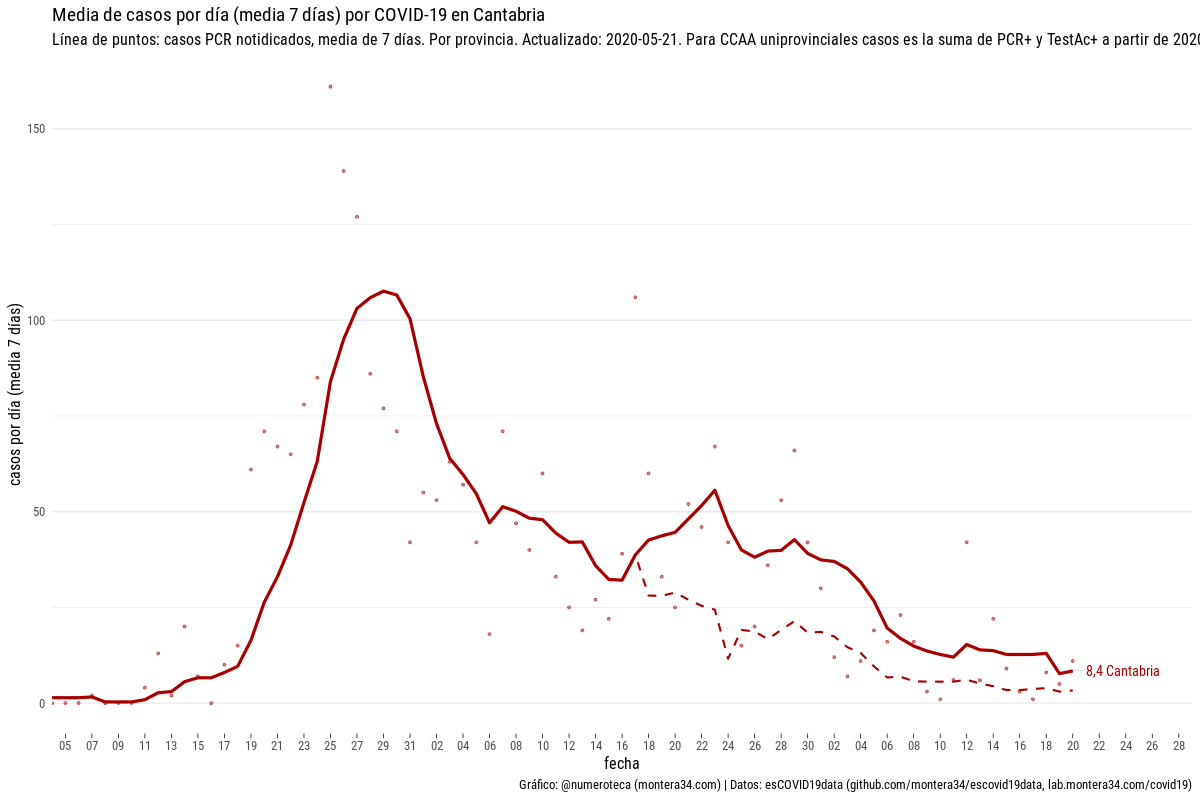 Media de casos por día (media 7 días) por COVID-19 en Cantabria
Línea de puntos: casos PCR notidicados, media de 7 días. Por provincia. Actualizado: 2020-05-21. Para CCAA uniprovinciales casos es la suma de PCR+ y TestAc+ a partir de 2020
casos por día (media 7 días)
150
100
50
0
8,4 Cantabria
05 07 09 11 13 15 17 19 21 23 25 27 29 31 02 04 06 08 10 12 14 16 18 20 22 24 26 28 30 02 04 06 08 10 12 14 16 18 20 22 24 26 28
fecha
Gráfico: @numeroteca (montera34.com) | Datos: esCOVID19data (github.com/montera34/escovid19data, lab.montera34.com/covid19)